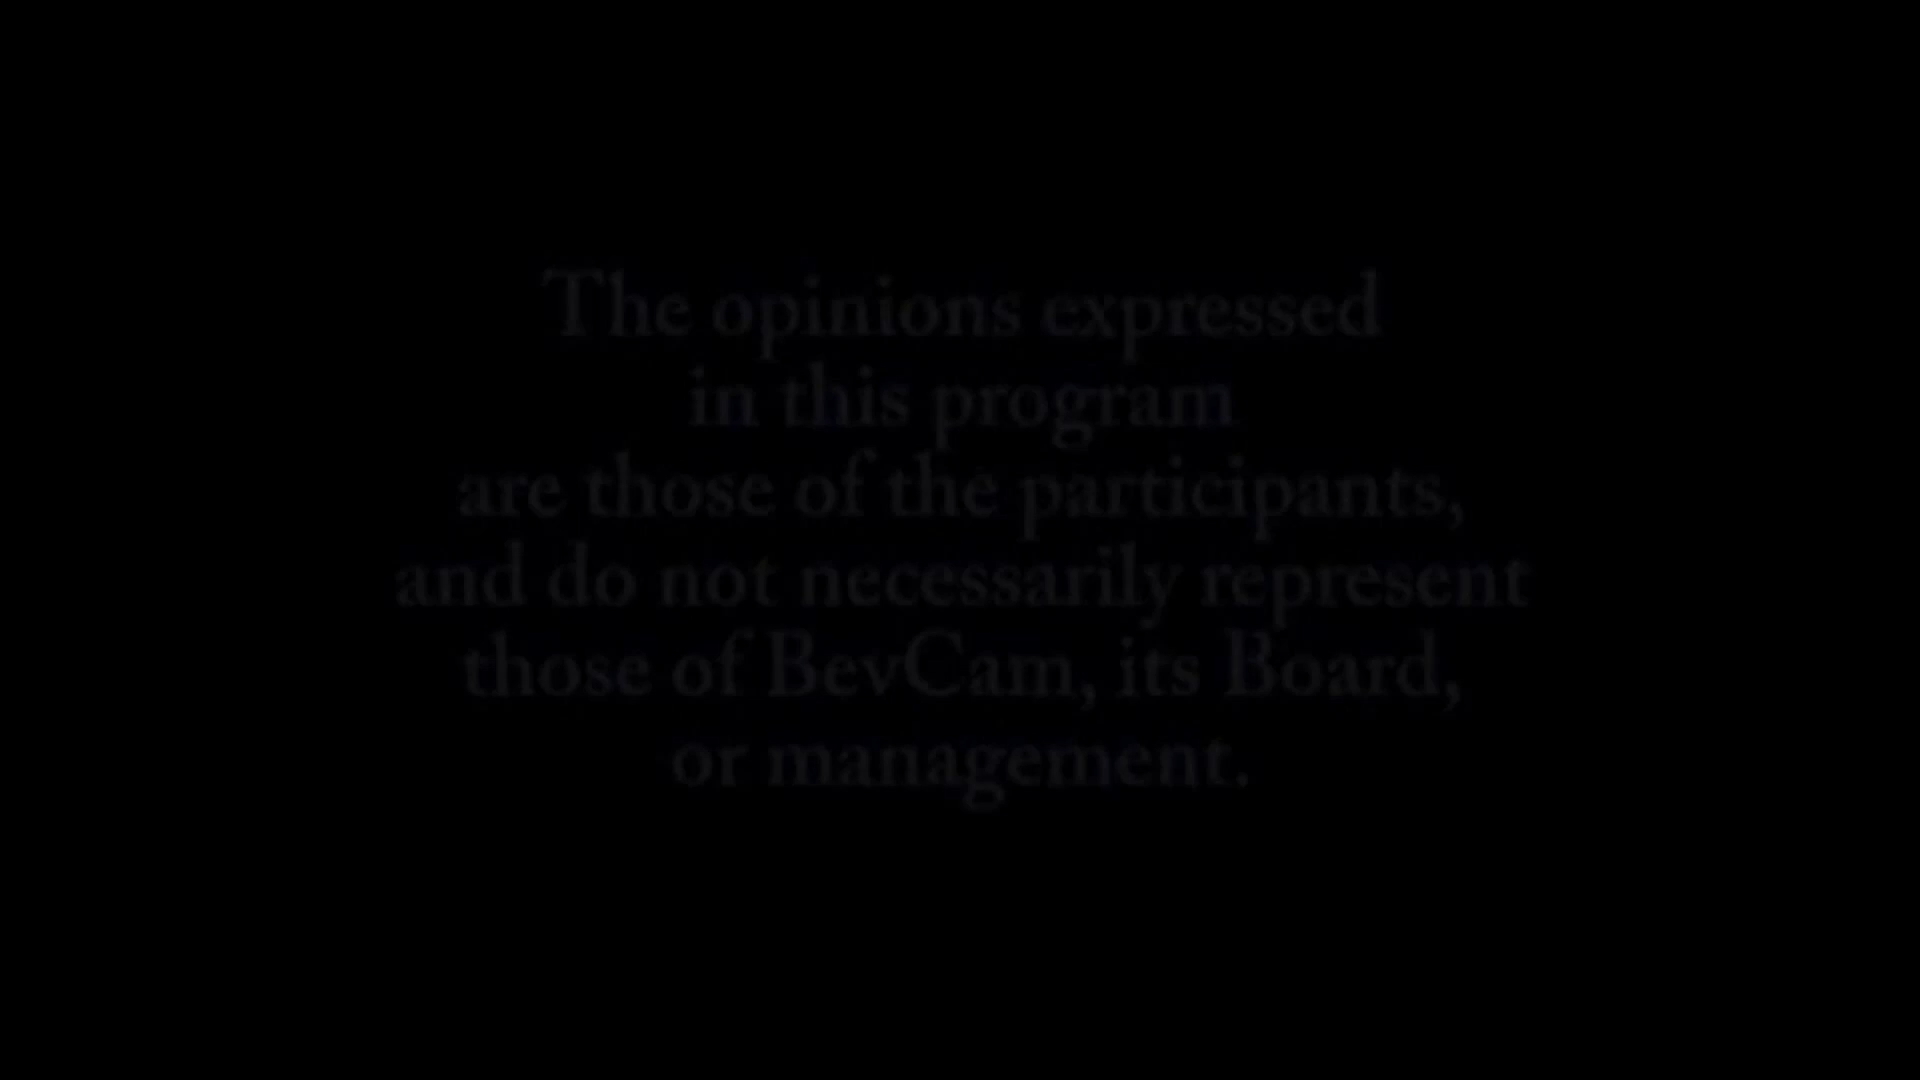 The opinions expressed
in this program
are those of the participants,
and do not necessarily represent
those of BevCam, its Board,
or management.